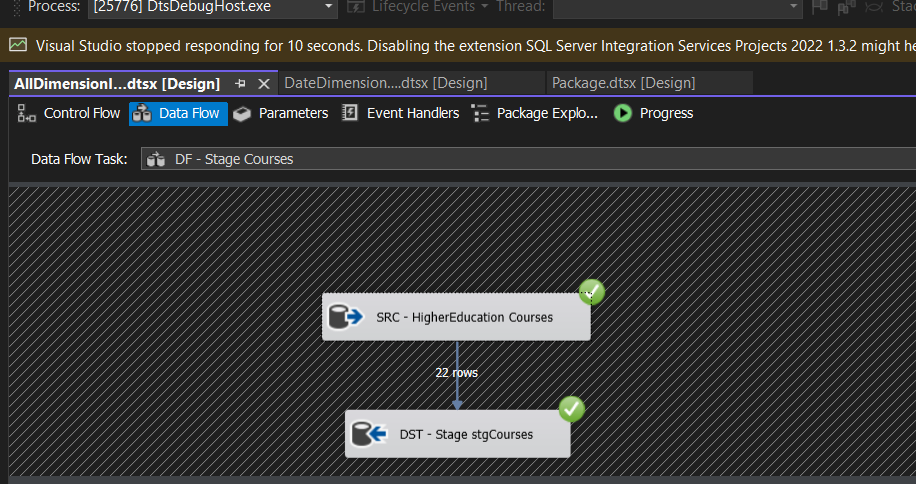 Process: [25776] DtsDebugHost.exe Lifecycle Events Thread:
Visual Studio stopped responding for 10 seconds. Disabling the extension SQL Server Integration Services Projects 2022 1.3.2 might he
AllDimensionI...dtsx [Design] DateDimension....dtsx [Design] Package.dtsx [Design]
Control Flow Data Flow Parameters Event Handlers Package Explo... Progress
Data Flow Task: DF - Stage Courses
SRC - HigherEducation Courses
22 rows
DST - Stage stgCourses